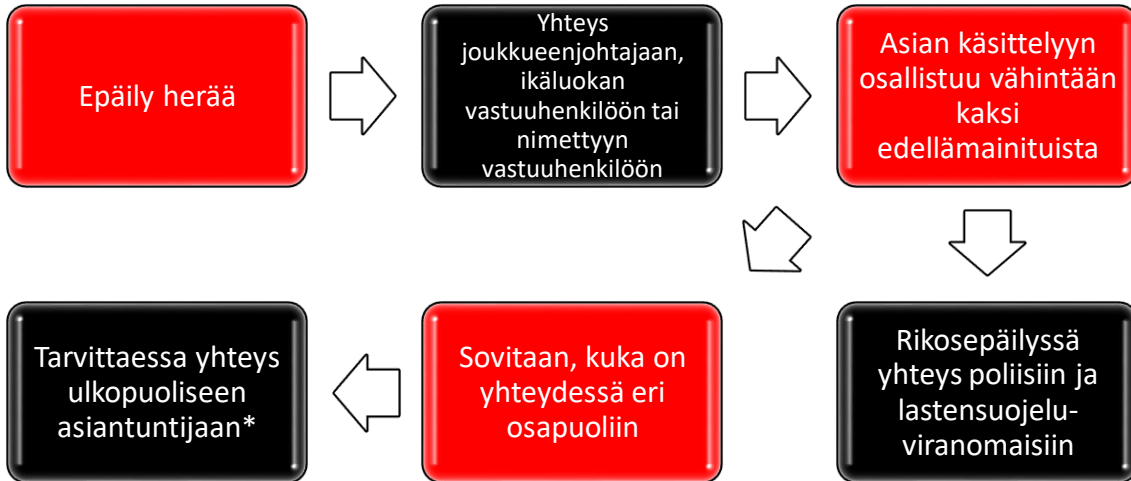 Epäily herää
Yhteys
joukkueenjohtajaan,
ikäluokan
vastuuhenkilöön tai
nimettyyn
vastuuhenkilöön
Asian käsittelyyn
osallistuu vähintään
kaksi
edellämainituista
Tarvittaessa yhteys
ulkopuoliseen
asiantuntijaan*
Sovitaan, kuka on
yhteydessä eri
osapuoliin
Rikosepäilyssä
yhteys poliisiin ja
lastensuojelu-
viranomaisiin